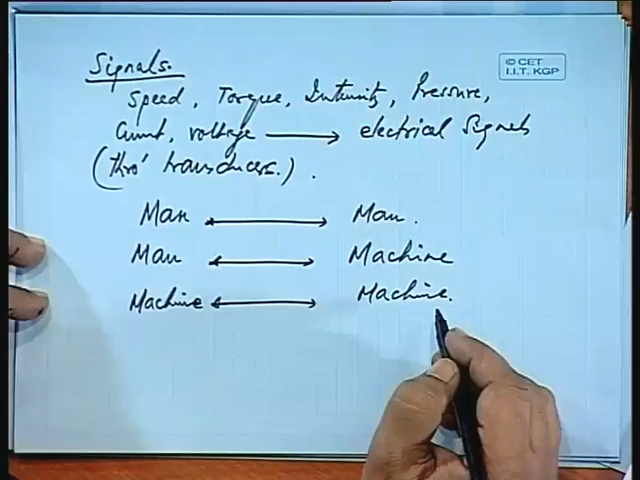 Signals.
© CET
I.I.T. KGP
Speed, Torque, Intensity, Pressure,
Current, voltage → electrical Signals
(thro' transducers.).
Man ↔ Man.
Man ↔ Machine
Machine ↔ Machine.